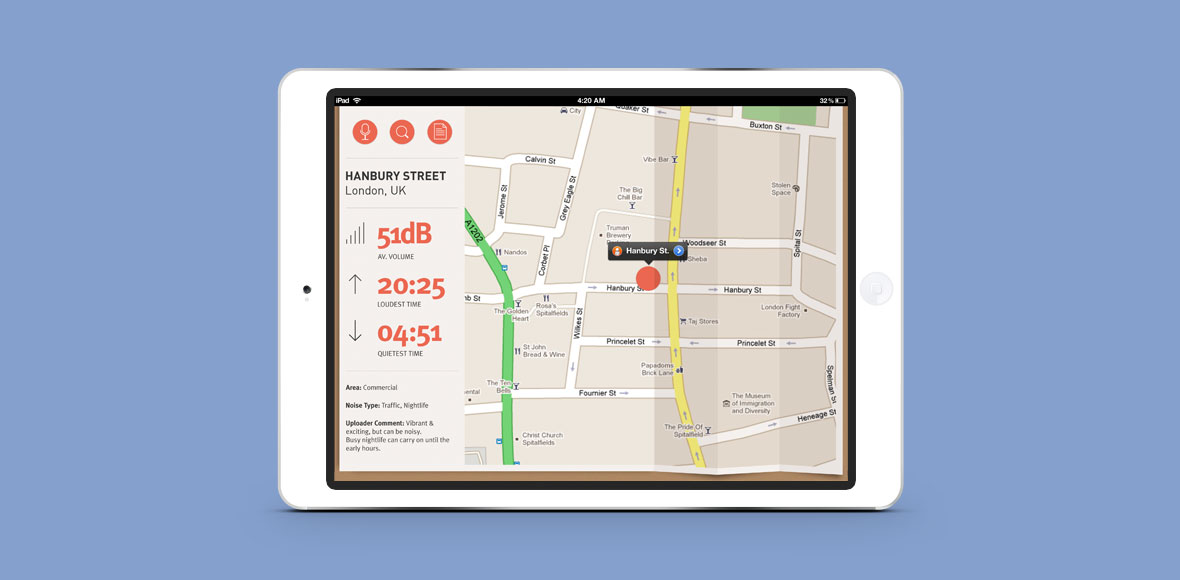 iPad
4:20 AM
32%
HANBURY STREET
London, UK
51dB
AV. VOLUME
20:25
LOUDEST TIME
04:51
QUIETEST TIME
Area: Commercial
Noise Type: Traffic, Nightlife
Uploader Comment: Vibrant &
exciting, but can be noisy.
Busy nightlife can carry on until the
early hours.
City
Quaker St
Buxton St
Calvin St
Vibe Bar
Jerome St
Grey Eagle St
The Big
Chill Bar
Stolen
Space
A1202
Truman
Brewery
Nandos
Corbet Pl
Hanbury St.
Woodseer St
Sheba
Spital St
Hanbury
Hanbury St
Rosa's
Spitalfields
The Golden
Heart
Wilkes St
London Fight
Factory
Taj Stores
Princelet St
Princelet St
St John
Bread & Wine
Papadoms
Brick Lane
Spelman St
The Ten
Bells
Fournier St
The Museum
of Immigration
and Diversity
Heneage St
Christ Church
Spitalfields
The Pride Of
Spitalfield